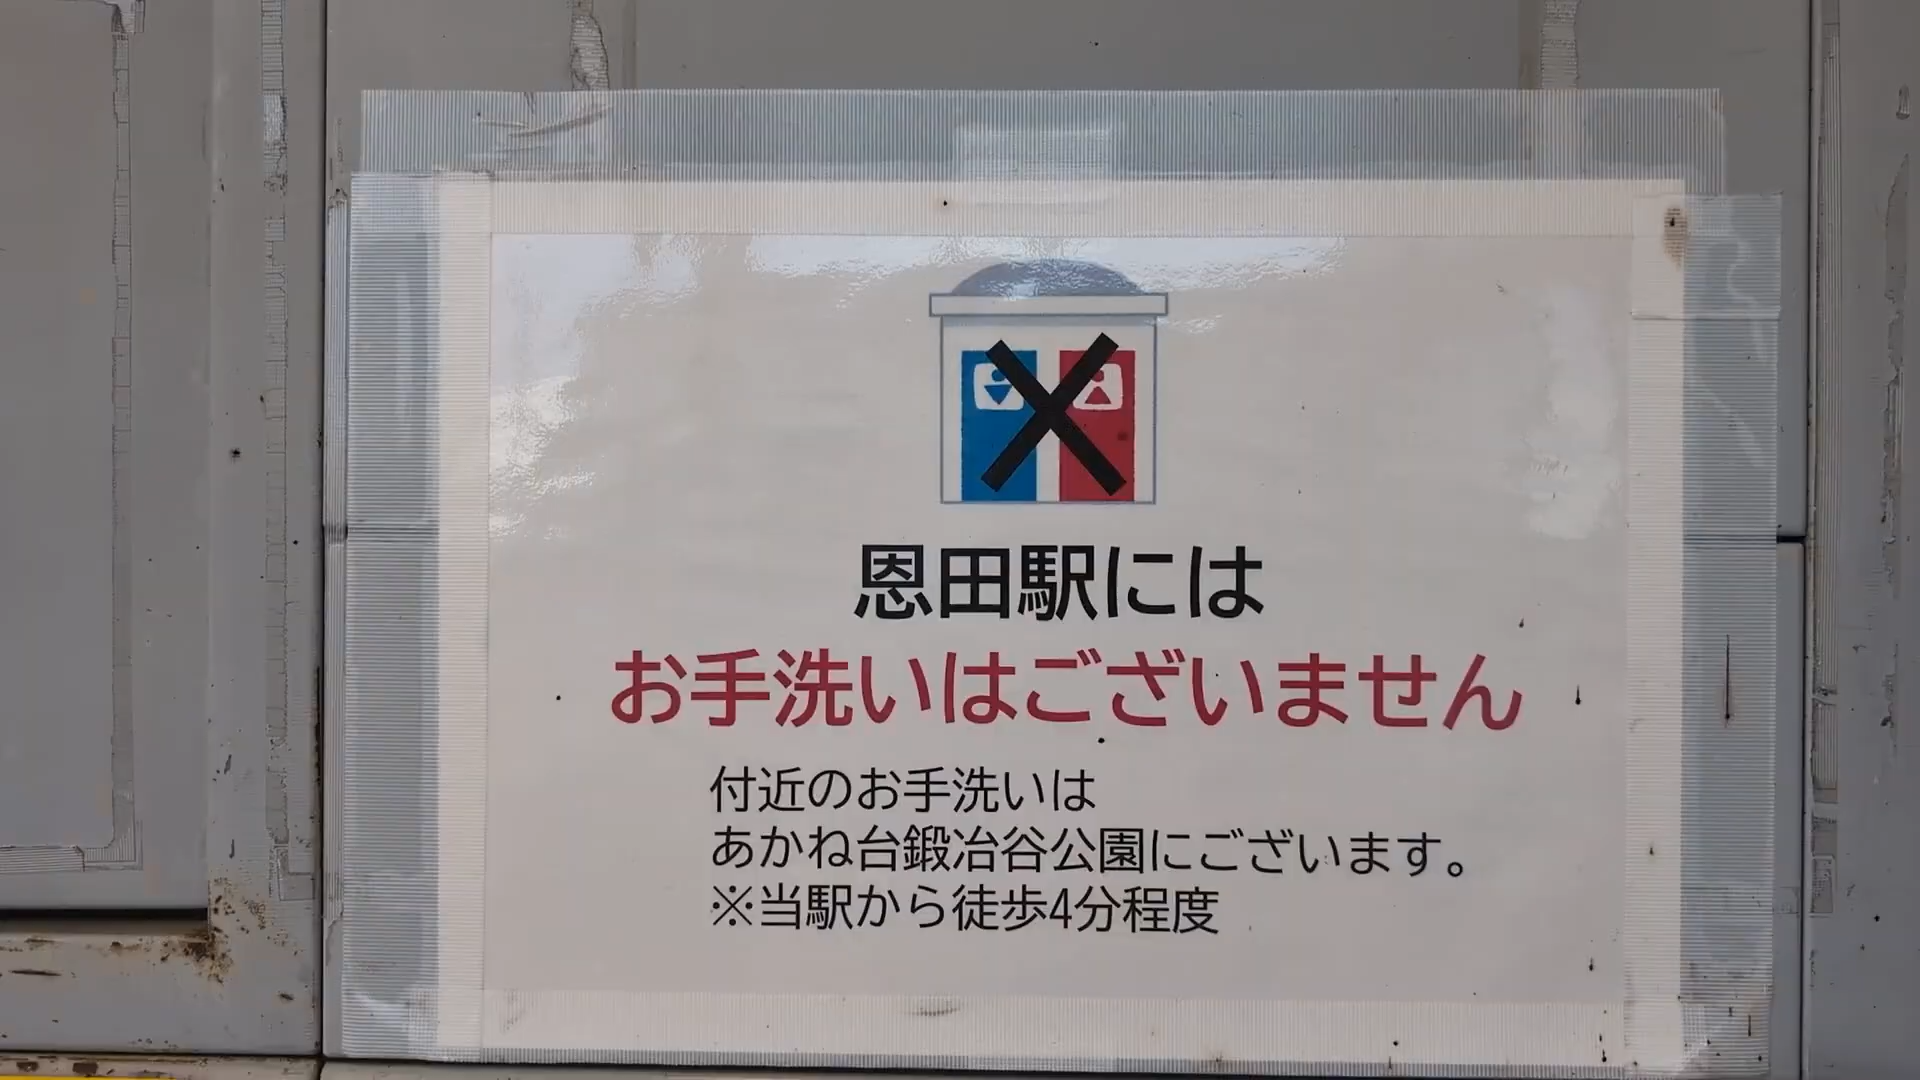 恩田駅には
お手洗いはございません
付近のお手洗いは
あかね台鍛冶谷公園にございます。
※当駅から徒歩4分程度